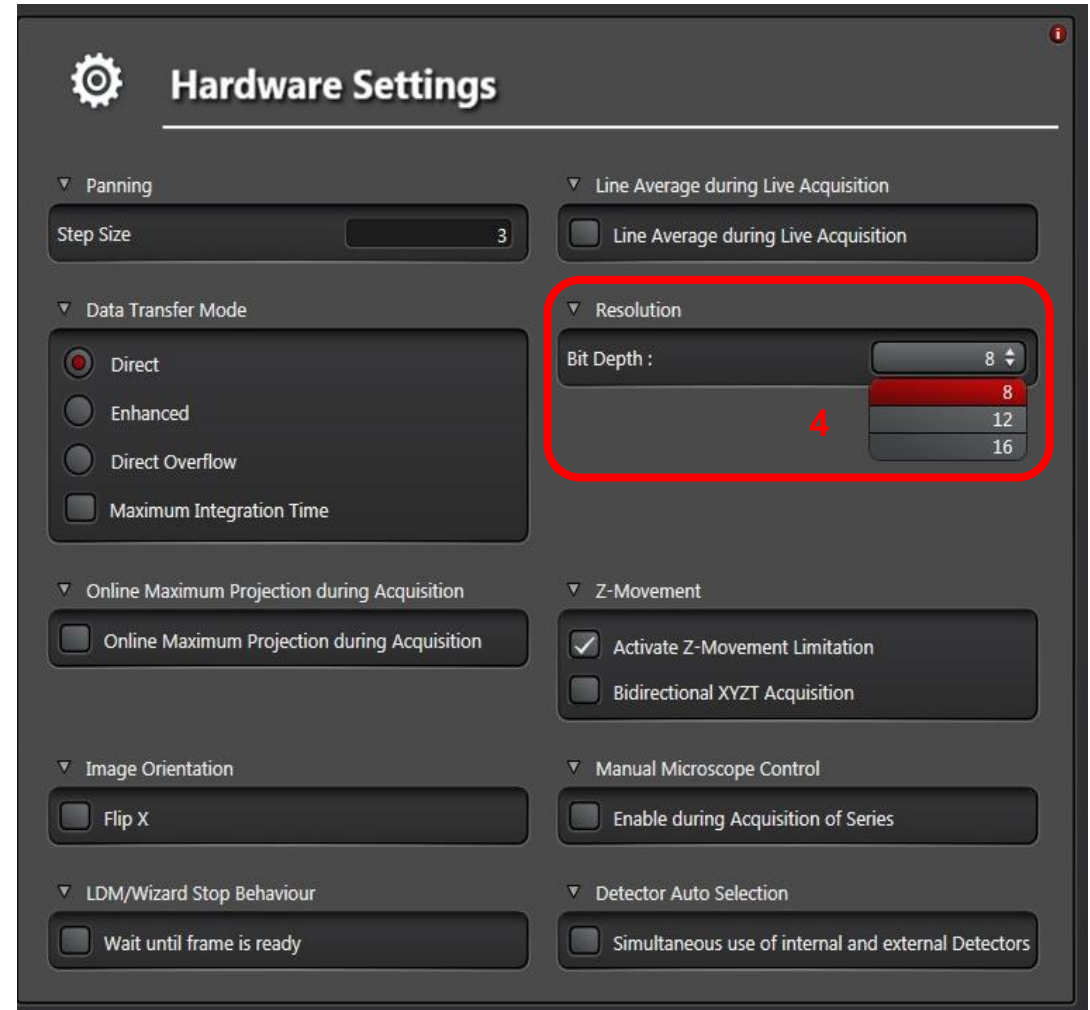 Hardware Settings
Panning
Step Size 3
Line Average during Live Acquisition
Line Average during Live Acquisition
Data Transfer Mode
Direct
Enhanced
Direct Overflow
Maximum Integration Time
Resolution
Bit Depth : 8
8
12
16
4
Online Maximum Projection during Acquisition
Online Maximum Projection during Acquisition
Z-Movement
Activate Z-Movement Limitation
Bidirectional XYZT Acquisition
Image Orientation
Flip X
Manual Microscope Control
Enable during Acquisition of Series
LDM/Wizard Stop Behaviour
Wait until frame is ready
Detector Auto Selection
Simultaneous use of internal and external Detectors